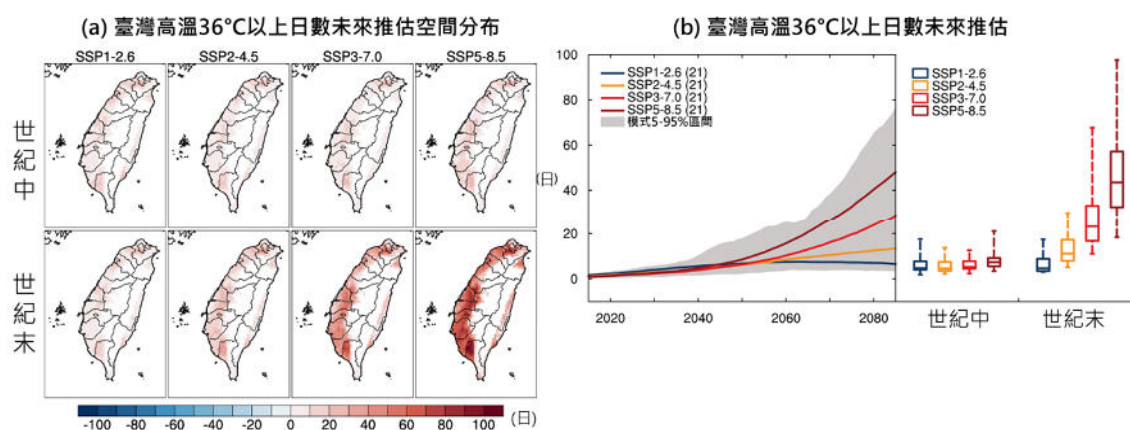 (a) 臺灣高溫36°C以上日數未來推估空間分布
SSP1-2.6 SSP2-4.5 SSP3-7.0 SSP5-8.5
世紀中
世紀末
-100 -80 -60 -40 -20 0 20 40 60 80 100 (日)
(b) 臺灣高溫36°C以上日數未來推估
100
80
60
40
20
0
(日)
SSP1-2.6 (21)
SSP2-4.5 (21)
SSP3-7.0 (21)
SSP5-8.5 (21)
模式5-95%區間
2020 2040 2060 2080
SSP1-2.6
SSP2-4.5
SSP3-7.0
SSP5-8.5
世紀中 世紀末